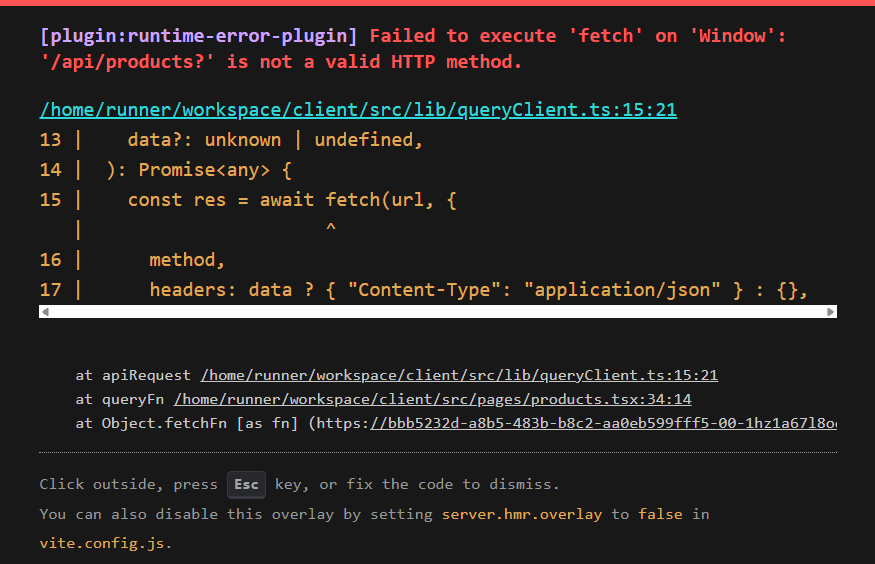 [plugin:runtime-error-plugin] Failed to execute 'fetch' on 'Window':
'/api/products?' is not a valid HTTP method.
/home/runner/workspace/client/src/lib/queryClient.ts:15:21
13 |    data?: unknown | undefined,
14 |  ): Promise<any> {
15 |    const res = await fetch(url, {
   |                       ^
16 |      method,
17 |      headers: data ? { "Content-Type": "application/json" } : {},
at apiRequest /home/runner/workspace/client/src/lib/queryClient.ts:15:21
at queryFn /home/runner/workspace/client/src/pages/products.tsx:34:14
at Object.fetchFn [as fn] (https://bbb5232d-a8b5-483b-b8c2-aa0eb599fff5-00-1hz1a67l8o
Click outside, press Esc key, or fix the code to dismiss.
You can also disable this overlay by setting server.hmr.overlay to false in
vite.config.js.